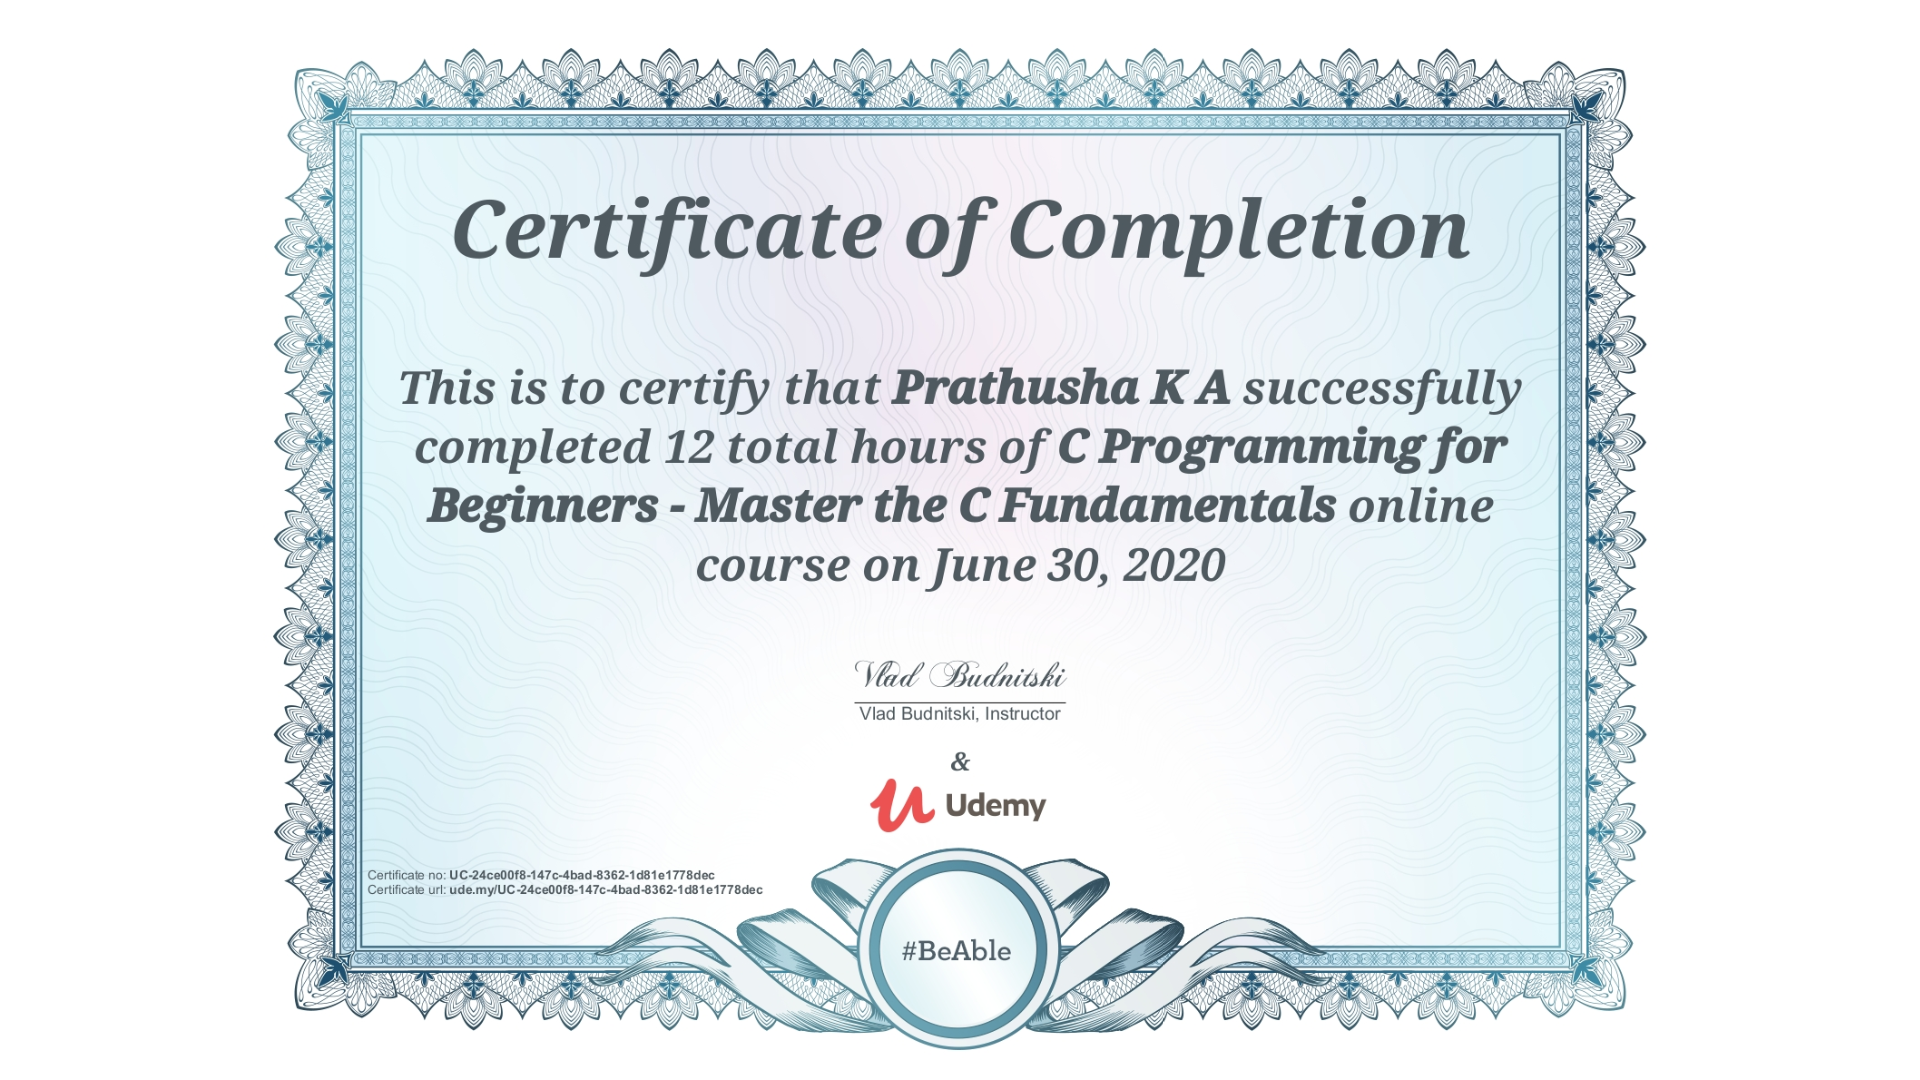 Certificate of Completion
This is to certify that Prathusha K A successfully
completed 12 total hours of C Programming for
Beginners - Master the C Fundamentals online
course on June 30, 2020
Vlad Budnitski
Vlad Budnitski, Instructor
&
Udemy
Certificate no: UC-24ce00f8-147c-4bad-8362-1d81e1778dec
Certificate url: ude.my/UC-24ce00f8-147c-4bad-8362-1d81e1778dec
#BeAble